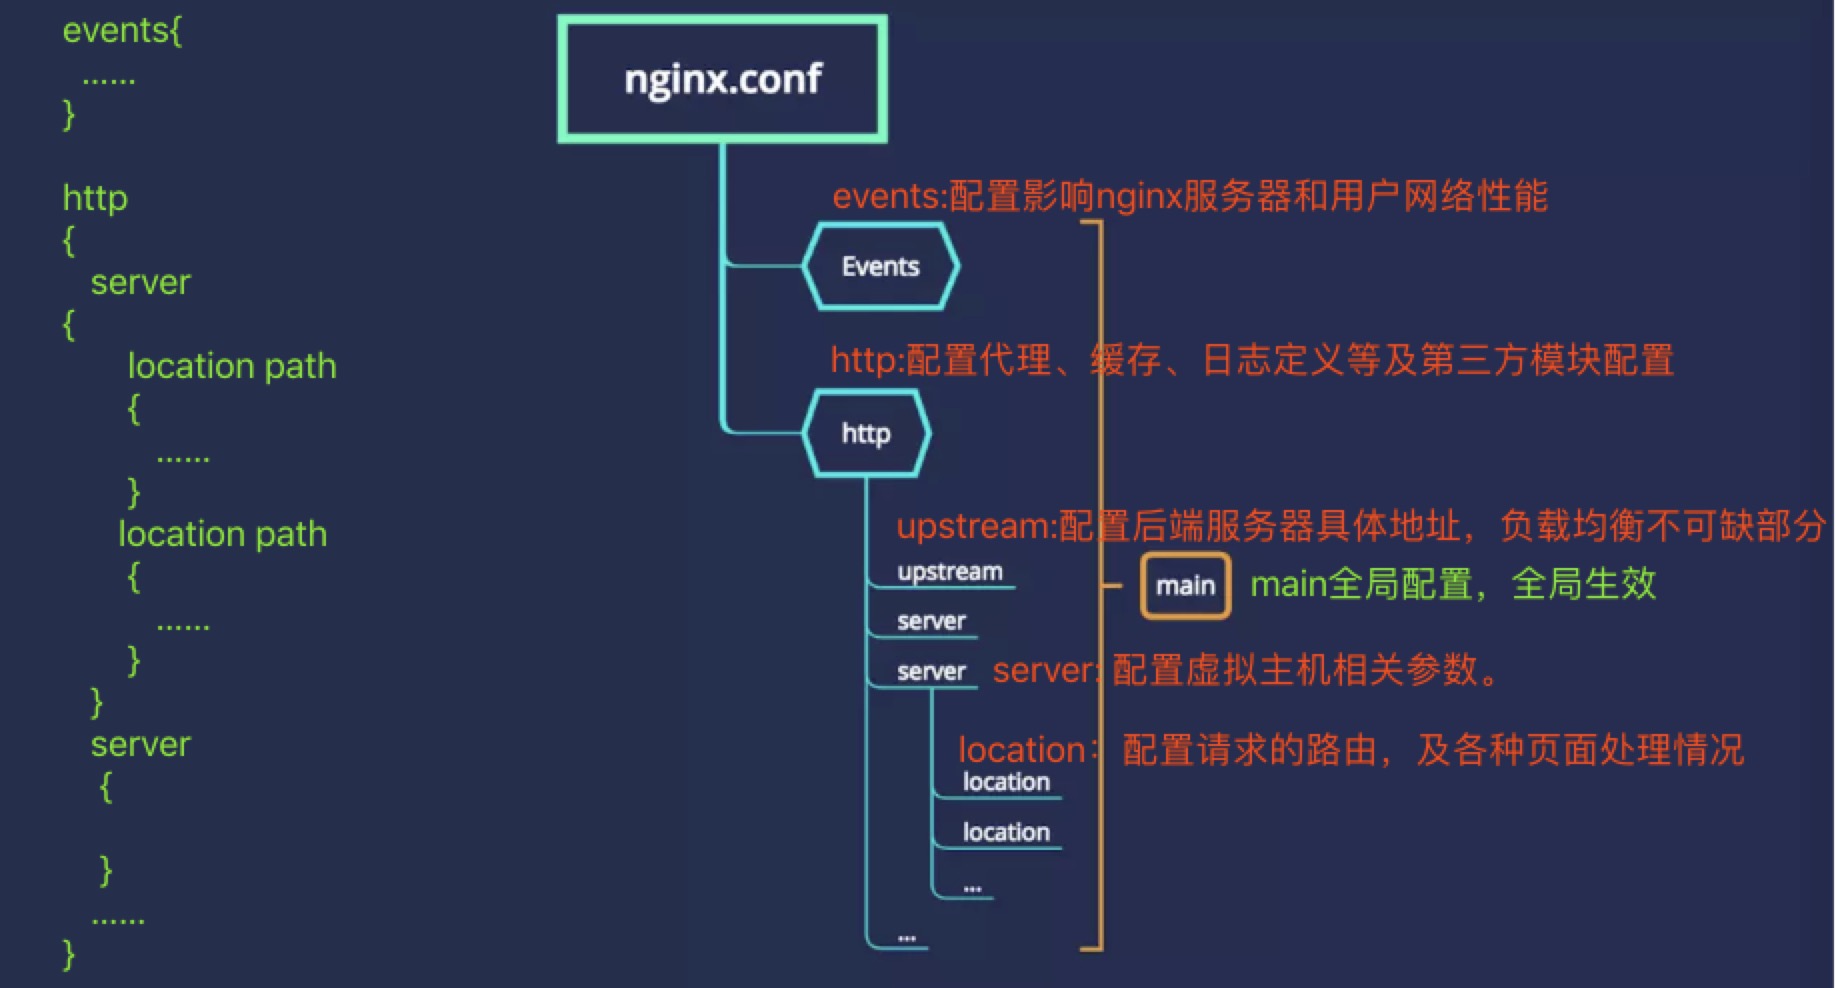 events{
......
}
http
{
server
{
location path
{
......
}
location path
{
......
}
}
server
{
}
......
}
nginx.conf
events:配置影响nginx服务器和用户网络性能
Events
http:配置代理、缓存、日志定义等及第三方模块配置
http
upstream:配置后端服务器具体地址，负载均衡不可缺部分
upstream
main main全局配置，全局生效
server
server server: 配置虚拟主机相关参数。
location：配置请求的路由，及各种页面处理情况
location
location
...
...